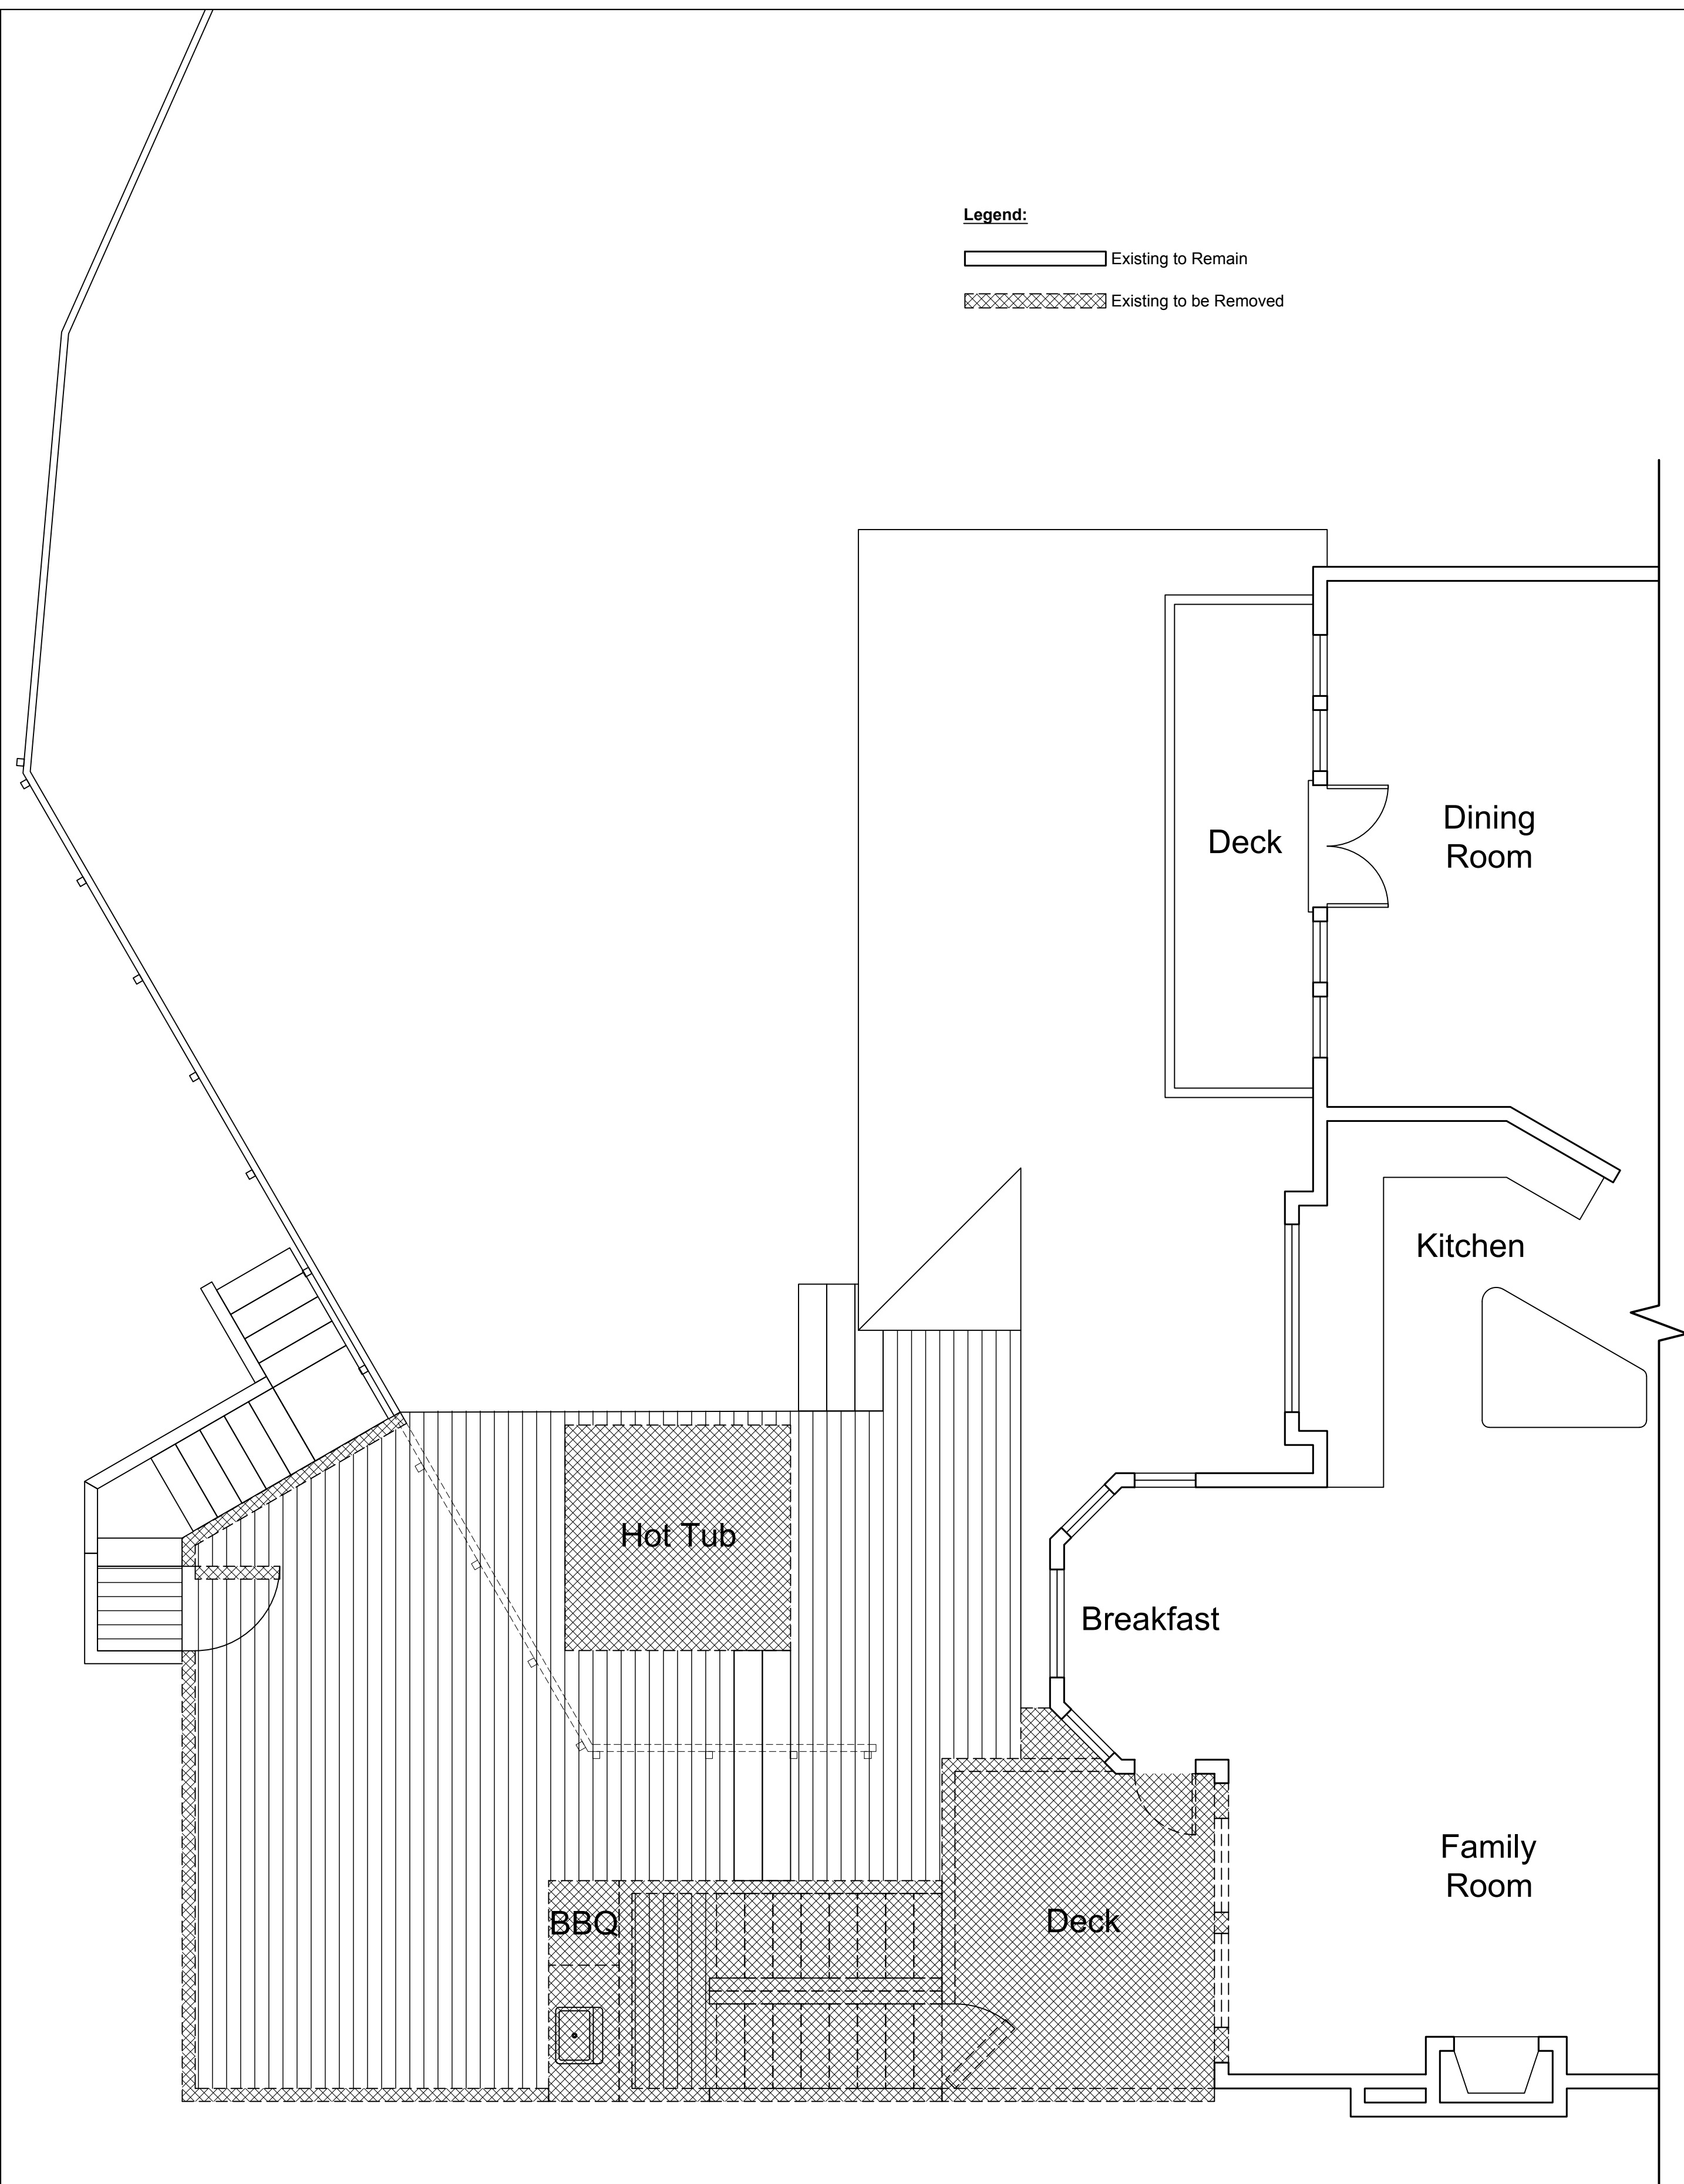 Legend:
Existing to Remain
Existing to be Removed
Deck
Dining
Room
Kitchen
Hot Tub
Breakfast
Family
Room
BBQ
Deck